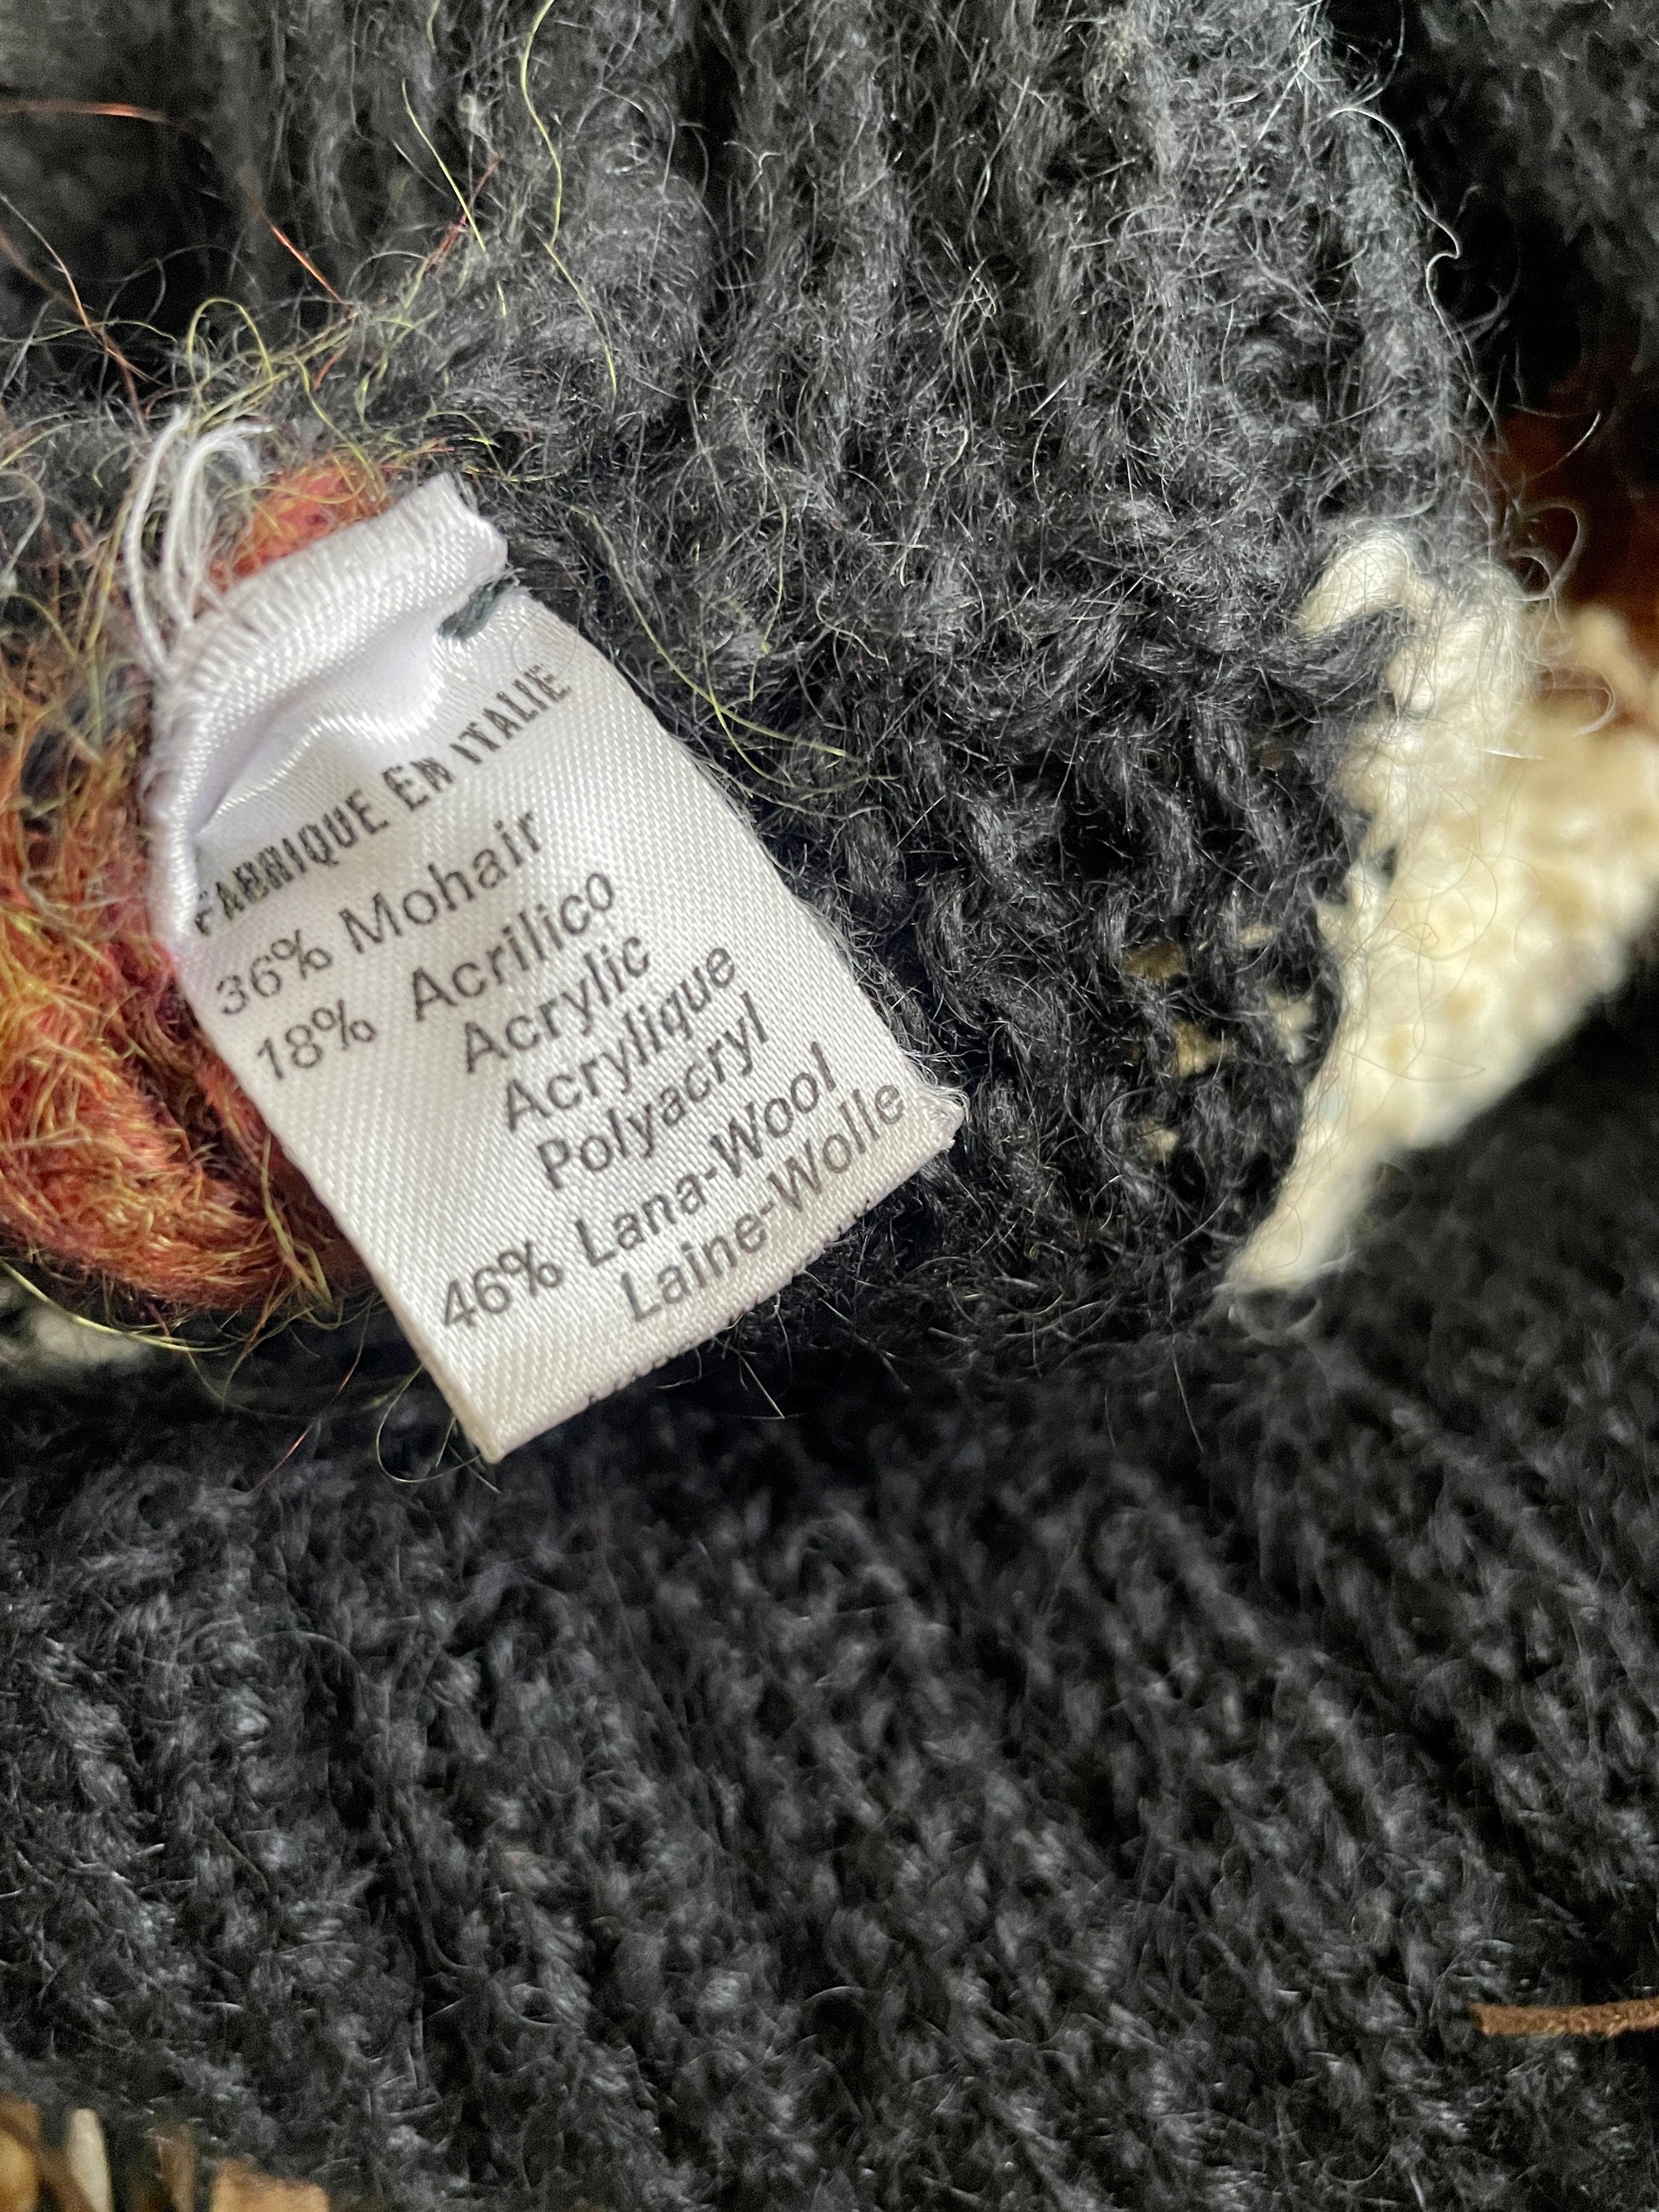 FABRIQUE EN ITALIE
36% Mohair
18% Acrilico
Acrylic
Acrylique
Polyacryl
46% Lana-Wool
Laine-Wolle